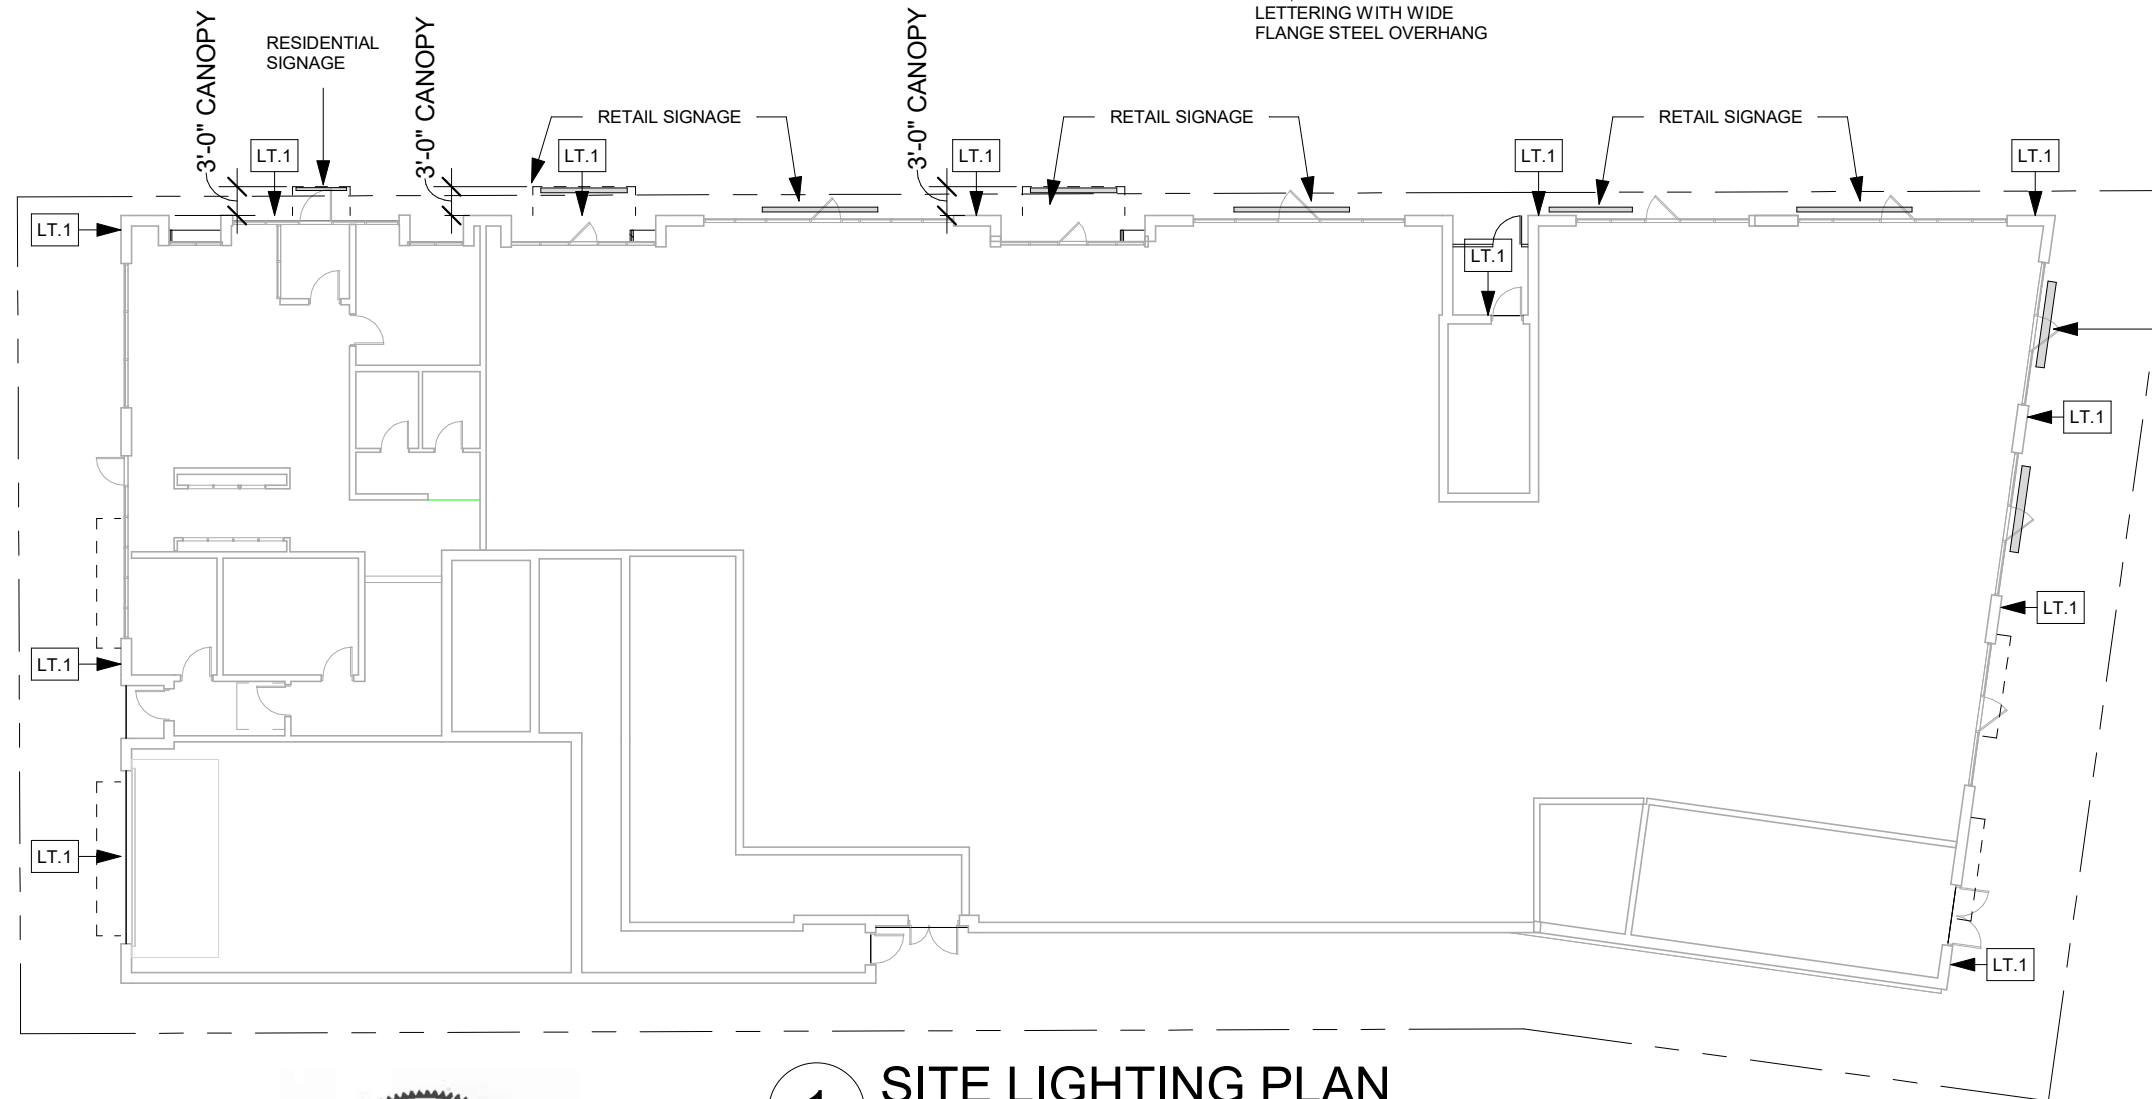 LETTERING WITH WIDE
FLANGE STEEL OVERHANG
3'-0" CANOPY
RESIDENTIAL
SIGNAGE
3'-0" CANOPY
3'-0" CANOPY
RETAIL SIGNAGE
RETAIL SIGNAGE
RETAIL SIGNAGE
LT.1
LT.1
LT.1
LT.1
LT.1
LT.1
LT.1
LT.1
LT.1
LT.1
LT.1
LT.1
1
SITE LIGHTING PLAN